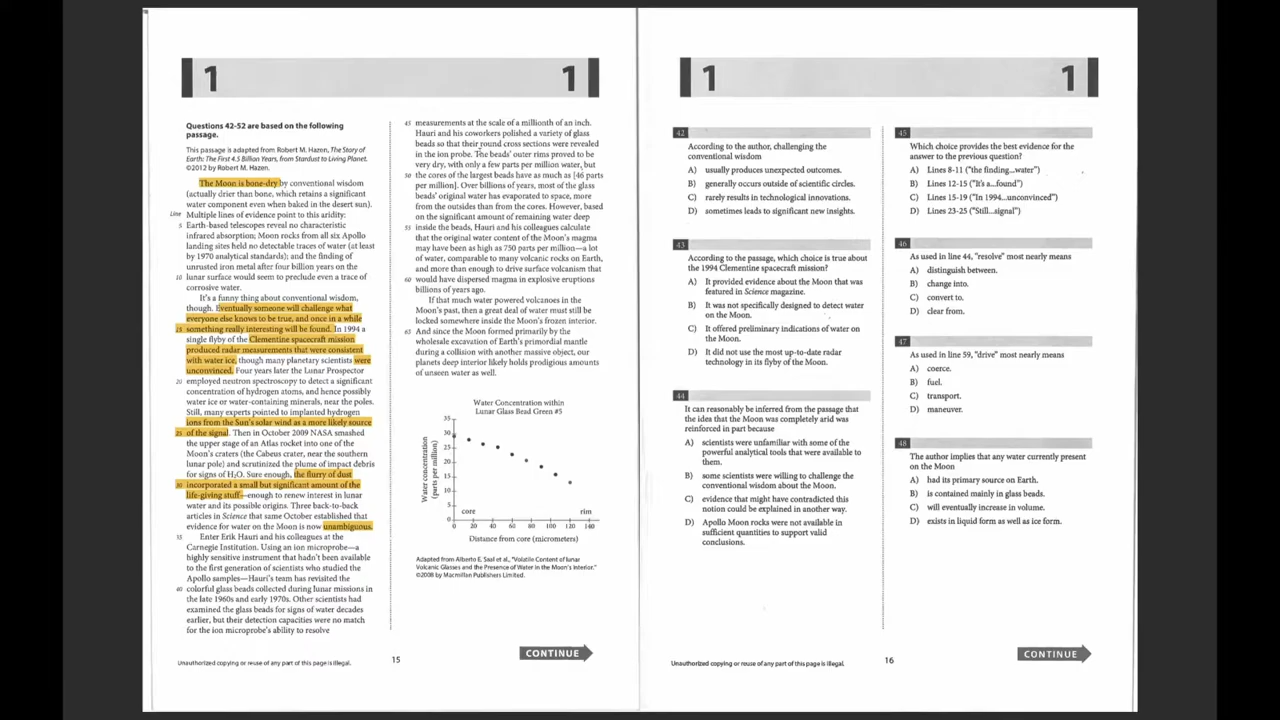 1
1
Questions 42-52 are based on the following
passage.
This passage is adapted from Robert M. Hazen, The Story of
Earth: The First 4.5 Billion Years, from Stardust to Living Planet.
©2012 by Robert M. Hazen.
The Moon is bone-dry by conventional wisdom
(actually drier than bone, which retains a significant
water component even when baked in the desert sun).
Line Multiple lines of evidence point to this aridity:
5 Earth-based telescopes reveal no characteristic
infrared absorption; Moon rocks from all six Apollo
landing sites held no detectable traces of water (at least
by 1970 analytical standards); and the finding of
unrusted iron metal after four billion years on the
10 lunar surface would seem to preclude even a trace of
corrosive water.
It's a funny thing about conventional wisdom,
though. Eventually someone will challenge what
everyone else knows to be true, and once in a while
15 something really interesting will be found. In 1994 a
single flyby of the Clementine spacecraft mission
produced radar measurements that were consistent
with water ice, though many planetary scientists were
unconvinced. Four years later the Lunar Prospector
20 employed neutron spectroscopy to detect a significant
concentration of hydrogen atoms, and hence possibly
water ice or water-containing minerals, near the poles.
Still, many experts pointed to implanted hydrogen
ions from the Sun's solar wind as a more likely source
25 of the signal. Then in October 2009 NASA smashed
the upper stage of an Atlas rocket into one of the
Moon's craters (the Cabeus crater, near the southern
lunar pole) and scrutinized the plume of impact debris
for signs of H₂O. Sure enough, the flurry of dust
30 incorporated a small but significant amount of the
life-giving stuff—enough to renew interest in lunar
water and its possible origins. Three back-to-back
articles in Science that same October established that
evidence for water on the Moon is now unambiguous.
35 Enter Erik Hauri and his colleagues at the
Carnegie Institution. Using an ion microprobe—a
highly sensitive instrument that hadn't been available
to the first generation of scientists who studied the
Apollo samples—Hauri's team has revisited the
40 colorful glass beads collected during lunar missions in
the late 1960s and early 1970s. Other scientists had
examined the glass beads for signs of water decades
earlier, but their detection capacities were no match
for the ion microprobe's ability to resolve
45 measurements at the scale of a millionth of an inch.
Hauri and his coworkers polished a variety of glass
beads so that their round cross sections were revealed
in the ion probe. The beads' outer rims proved to be
very dry, with only a few parts per million water, but
50 the cores of the largest beads have as much as [46 parts
per million]. Over billions of years, most of the glass
beads' original water has evaporated to space, more
from the outsides than from the cores. However, based
on the significant amount of remaining water deep
55 inside the beads, Hauri and his colleagues calculate
that the original water content of the Moon's magma
may have been as high as 750 parts per million—a lot
of water, comparable to many volcanic rocks on Earth,
and more than enough to drive surface volcanism that
60 would have dispersed magma in explosive eruptions
billions of years ago.
If that much water powered volcanoes in the
Moon's past, then a great deal of water must still be
locked somewhere inside the Moon's frozen interior.
65 And since the Moon formed primarily by the
wholesale excavation of Earth's primordial mantle
during a collision with another massive object, our
planets deep interior likely holds prodigious amounts
of unseen water as well.
Water Concentration within
Lunar Glass Bead Green #5
Water concentration
(parts per million)
35
30
25
20
15
10
5
0
core
rim
0 20 40 60 80 100 120 140
Distance from core (micrometers)
Adapted from Alberto E. Saal et al., "Volatile Content of lunar
Volcanic Glasses and the Presence of Water in the Moon's Interior."
©2008 by Macmillan Publishers Limited.
Unauthorized copying or reuse of any part of this page is illegal.
15
CONTINUE
1
1
42
According to the author, challenging the
conventional wisdom
A) usually produces unexpected outcomes.
B) generally occurs outside of scientific circles.
C) rarely results in technological innovations.
D) sometimes leads to significant new insights.
43
According to the passage, which choice is true about
the 1994 Clementine spacecraft mission?
A) It provided evidence about the Moon that was
featured in Science magazine.
B) It was not specifically designed to detect water
on the Moon.
C) It offered preliminary indications of water on
the Moon.
D) It did not use the most up-to-date radar
technology in its flyby of the Moon.
44
It can reasonably be inferred from the passage that
the idea that the Moon was completely arid was
reinforced in part because
A) scientists were unfamiliar with some of the
powerful analytical tools that were available to
them.
B) some scientists were willing to challenge the
conventional wisdom about the Moon.
C) evidence that might have contradicted this
notion could be explained in another way.
D) Apollo Moon rocks were not available in
sufficient quantities to support valid
conclusions.
45
Which choice provides the best evidence for the
answer to the previous question?
A) Lines 8-11 ("the finding...water")
B) Lines 12-15 ("It's a...found")
C) Lines 15-19 ("In 1994...unconvinced")
D) Lines 23-25 ("Still...signal")
46
As used in line 44, "resolve" most nearly means
A) distinguish between.
B) change into.
C) convert to.
D) clear from.
47
As used in line 59, "drive" most nearly means
A) coerce.
B) fuel.
C) transport.
D) maneuver.
48
The author implies that any water currently present
on the Moon
A) had its primary source on Earth.
B) is contained mainly in glass beads.
C) will eventually increase in volume.
D) exists in liquid form as well as ice form.
Unauthorized copying or reuse of any part of this page is illegal.
16
CONTINUE